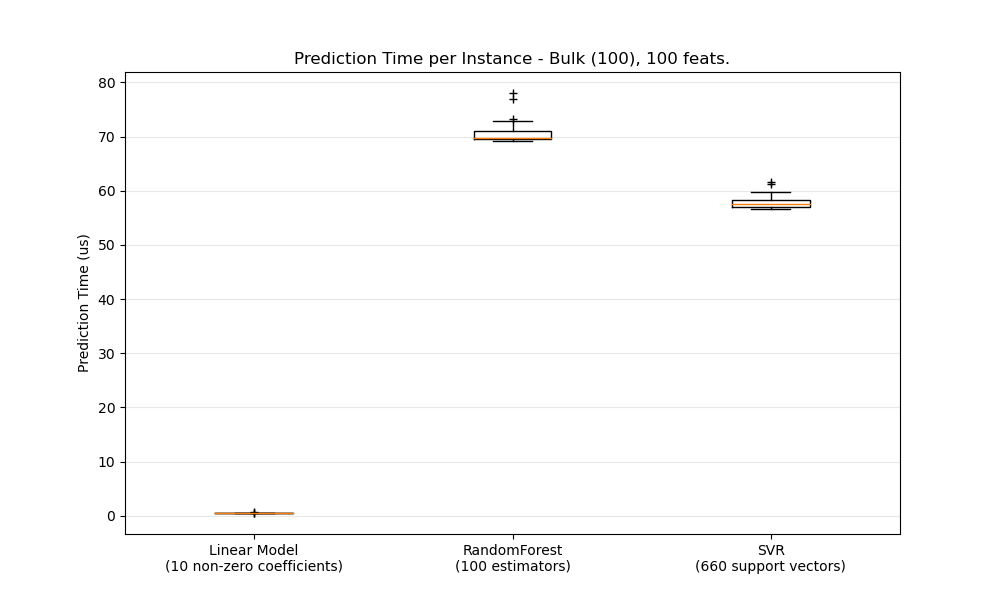 Prediction Time per Instance - Bulk (100), 100 feats.
80
70
60
50
40
30
20
10
0
Prediction Time (us)
Linear Model
(10 non-zero coefficients)
RandomForest
(100 estimators)
SVR
(660 support vectors)